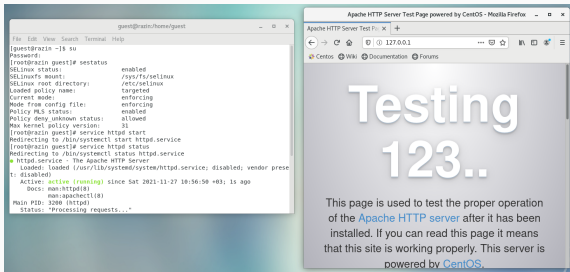 guest@razin:/home/guest
File Edit View Search Terminal Help
[guest@razin ~]$ su
Password:
[root@razin guest]# sestatus
SELinux status: enabled
SELinuxfs mount: /sys/fs/selinux
SELinux root directory: /etc/selinux
Loaded policy name: targeted
Current mode: enforcing
Mode from config file: enforcing
Policy MLS status: enabled
Policy deny_unknown status: allowed
Max kernel policy version: 31
[root@razin guest]# service httpd start
Redirecting to /bin/systemctl start httpd.service
[root@razin guest]# service httpd status
Redirecting to /bin/systemctl status httpd.service
● httpd.service - The Apache HTTP Server
Loaded: loaded (/usr/lib/systemd/system/httpd.service; disabled; vendor prese
t: disabled)
Active: active (running) since Sat 2021-11-27 10:56:50 +03; 1s ago
Docs: man:httpd(8)
man:apachectl(8)
Main PID: 3200 (httpd)
Status: "Processing requests..."
Apache HTTP Server Test Page powered by CentOS - Mozilla Firefox
Apache HTTP Server Test Pa
127.0.0.1
Centos Wiki Documentation Forums
Testing
123..
This page is used to test the proper operation
of the Apache HTTP server after it has been
installed. If you can read this page it means
that this site is working properly. This server is
powered by CentOS.